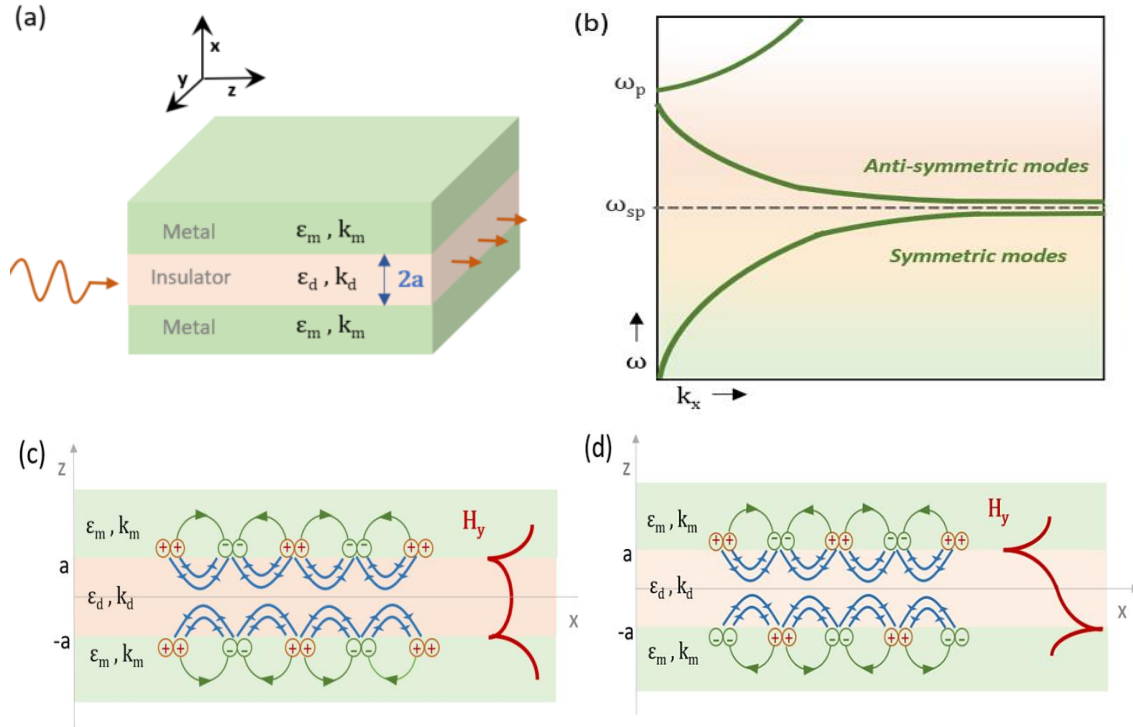 (a)
x
y
z
Metal
εm , km
Insulator
εd , kd
2a
Metal
εm , km
(b)
ωp
Anti-symmetric modes
ωsp
Symmetric modes
ω
kx
(c)
z
εm , km
++
--
++
--
++
Hy
a
εd , kd
x
-a
++
--
++
--
++
εm , km
(d)
z
εm , km
++
--
++
--
++
Hy
a
εd , kd
x
-a
--
++
--
++
--
εm , km